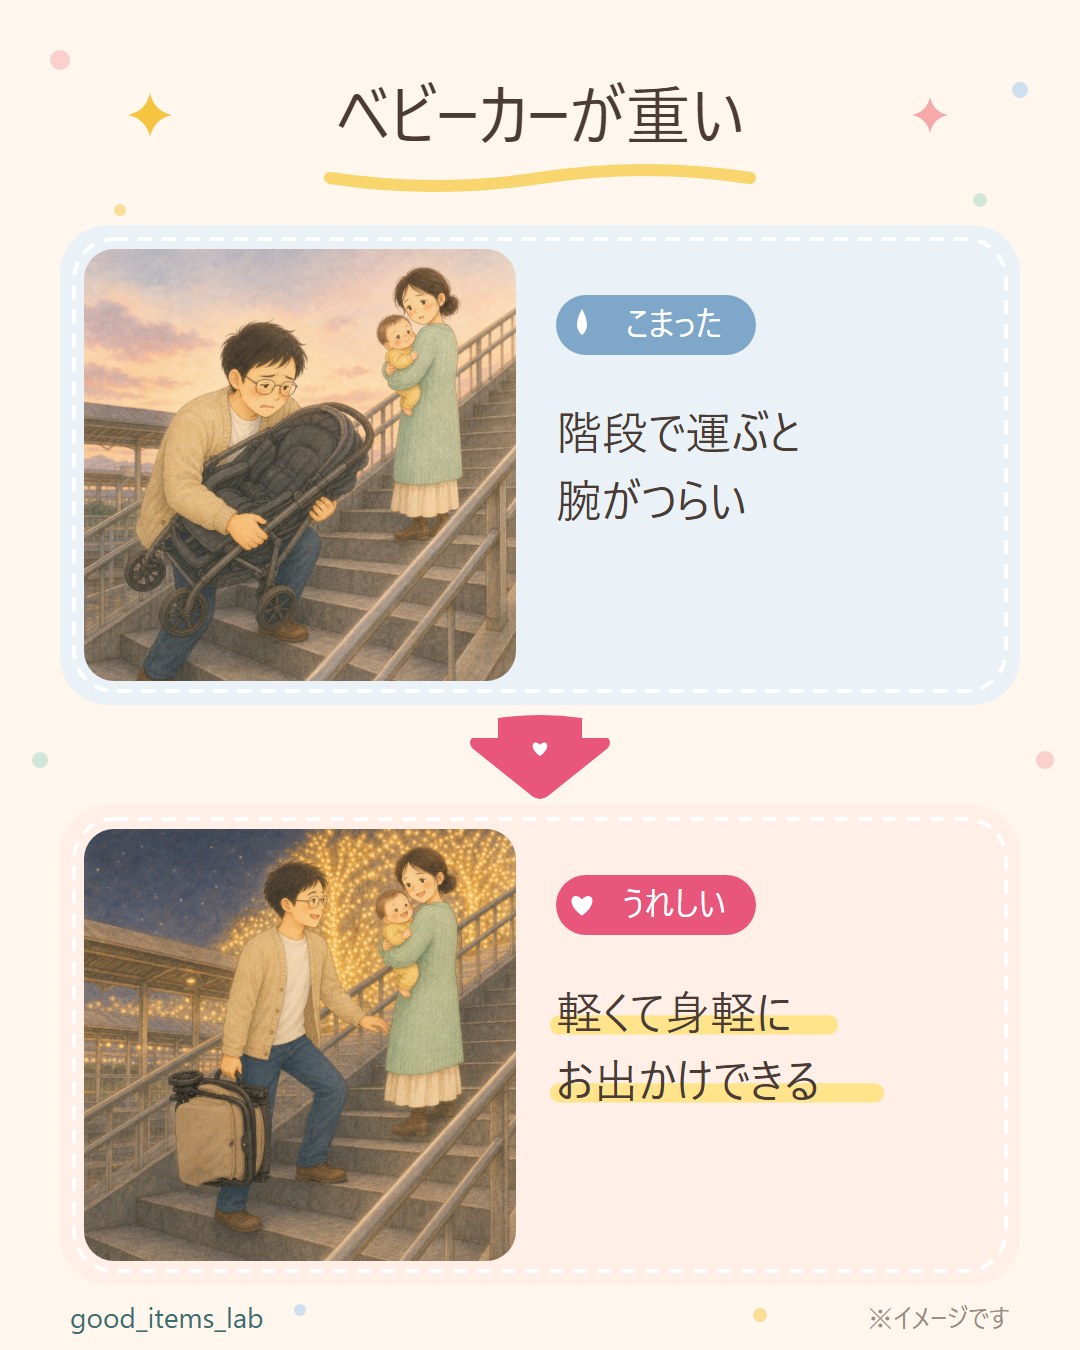 ベビーカーが重い
こまった
階段で運ぶと
腕がつらい
うれしい
軽くて身軽に
お出かけできる
good_items_lab
※イメージです